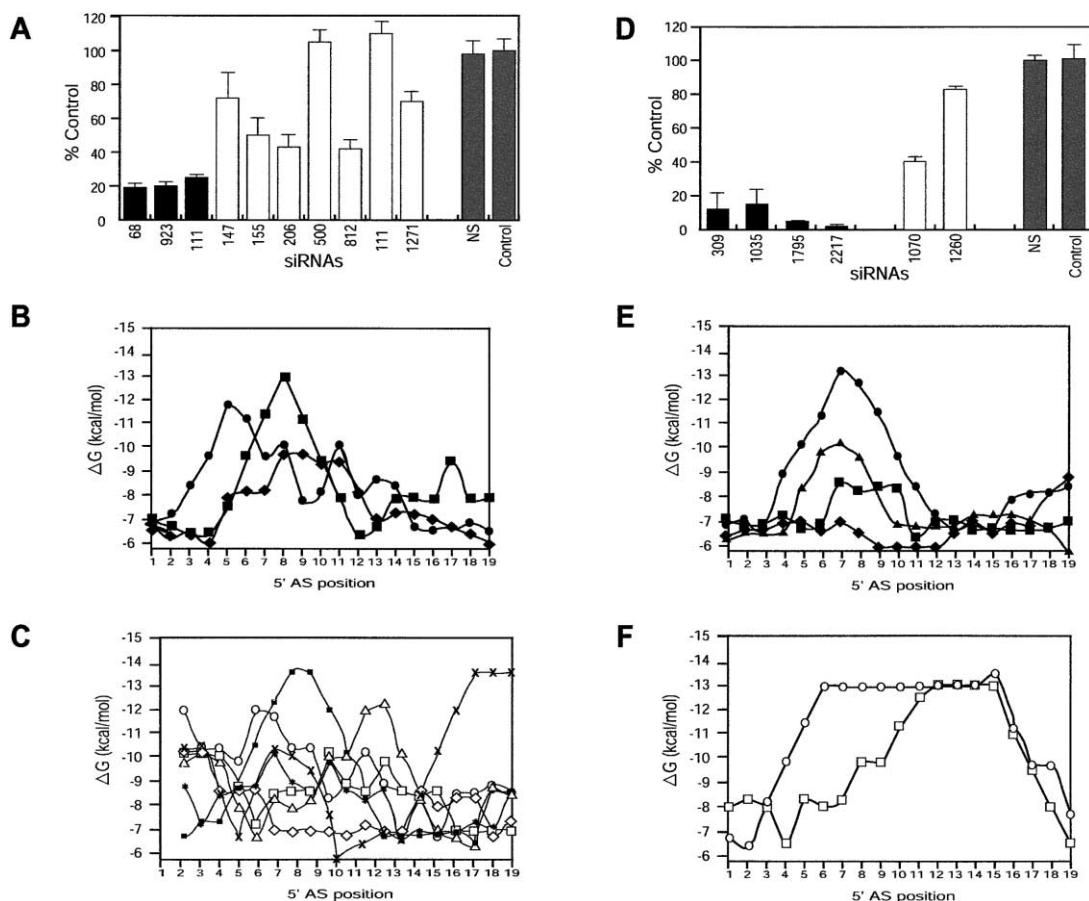 A
% Control
120
100
80
60
40
20
0
68 923 111 147 155 206 500 812 111 1271 NS Control
siRNAs
D
% Control
120
100
80
60
40
20
0
309 1035 1795 2217 1070 1260 NS Control
siRNAs
B
ΔG (kcal/mol)
-15
-14
-13
-12
-11
-10
-9
-8
-7
-6
1 2 3 4 5 6 7 8 9 10 11 12 13 14 15 16 17 18 19
5' AS position
E
ΔG (kcal/mol)
-15
-14
-13
-12
-11
-10
-9
-8
-7
-6
1 2 3 4 5 6 7 8 9 10 11 12 13 14 15 16 17 18 19
5' AS position
C
ΔG (kcal/mol)
-15
-14
-13
-12
-11
-10
-9
-8
-7
-6
1 2 3 4 5 6 7 8 9 10 11 12 13 14 15 16 17 18 19
5' AS position
F
ΔG (kcal/mol)
-15
-14
-13
-12
-11
-10
-9
-8
-7
-6
1 2 3 4 5 6 7 8 9 10 11 12 13 14 15 16 17 18 19
5' AS position